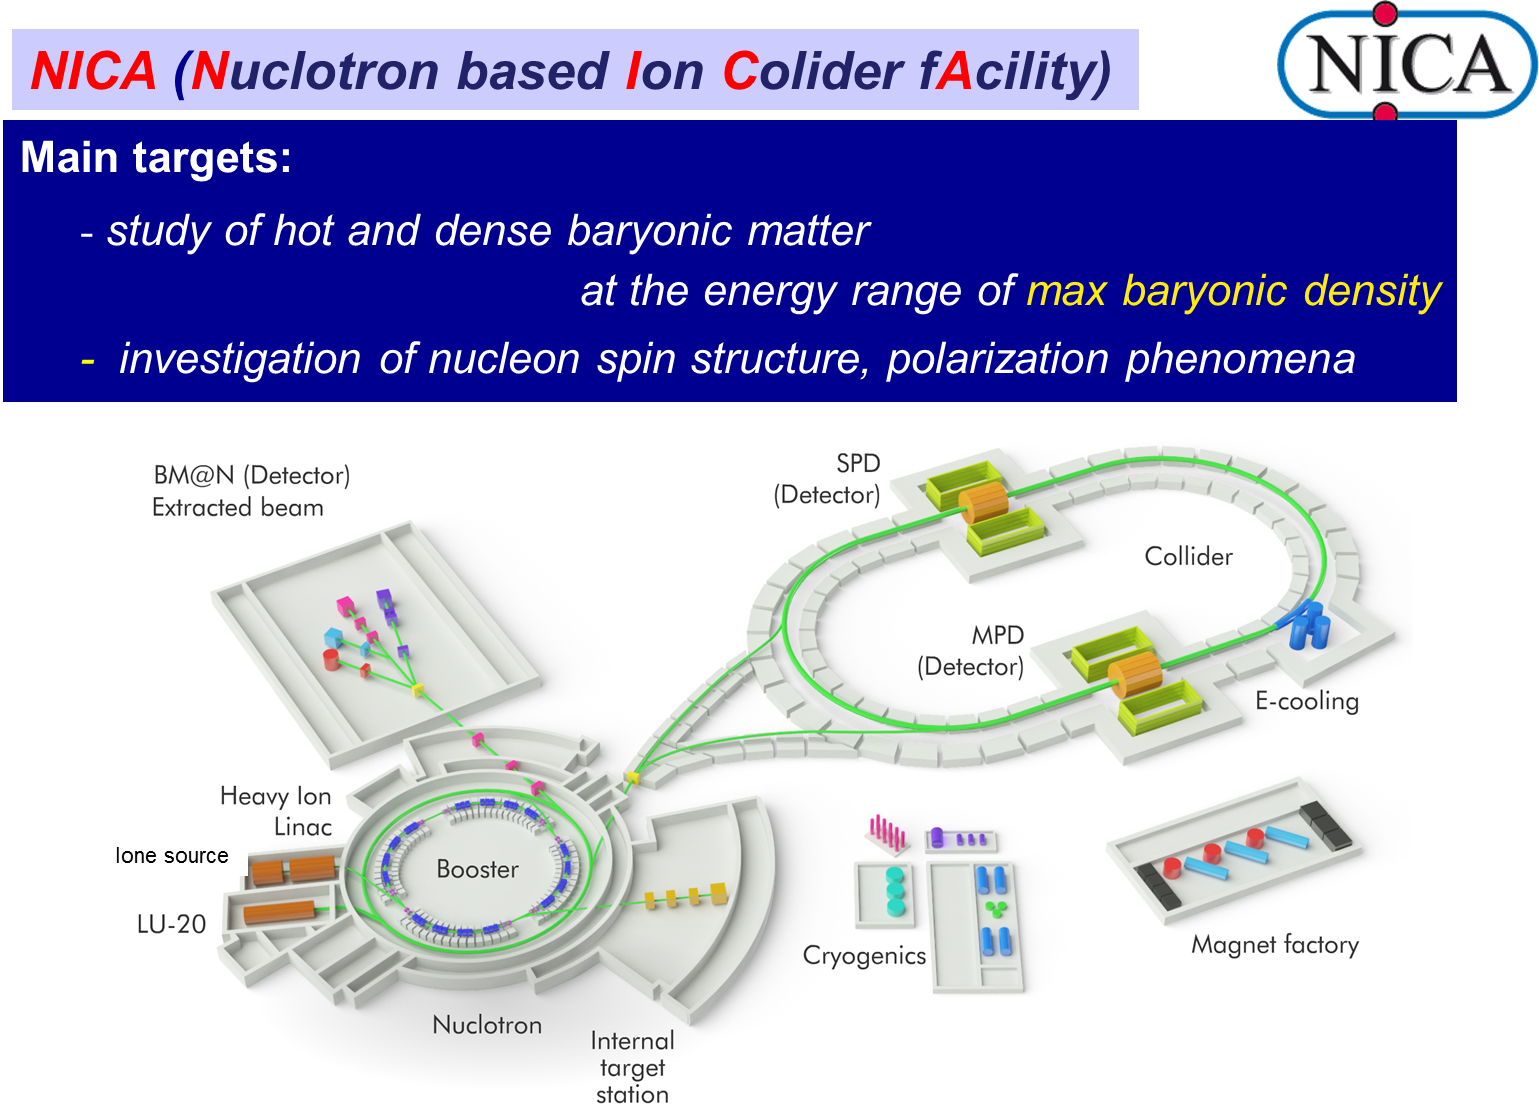 NICA (Nuclotron based Ion Colider fAcility)
NICA
Main targets:
- study of hot and dense baryonic matter
at the energy range of max baryonic density
- investigation of nucleon spin structure, polarization phenomena
BM@N (Detector)
Extracted beam
SPD
(Detector)
Collider
MPD
(Detector)
E-cooling
Heavy Ion
Linac
Ione source
LU-20
Booster
Nuclotron
Internal
target
station
Cryogenics
Magnet factory